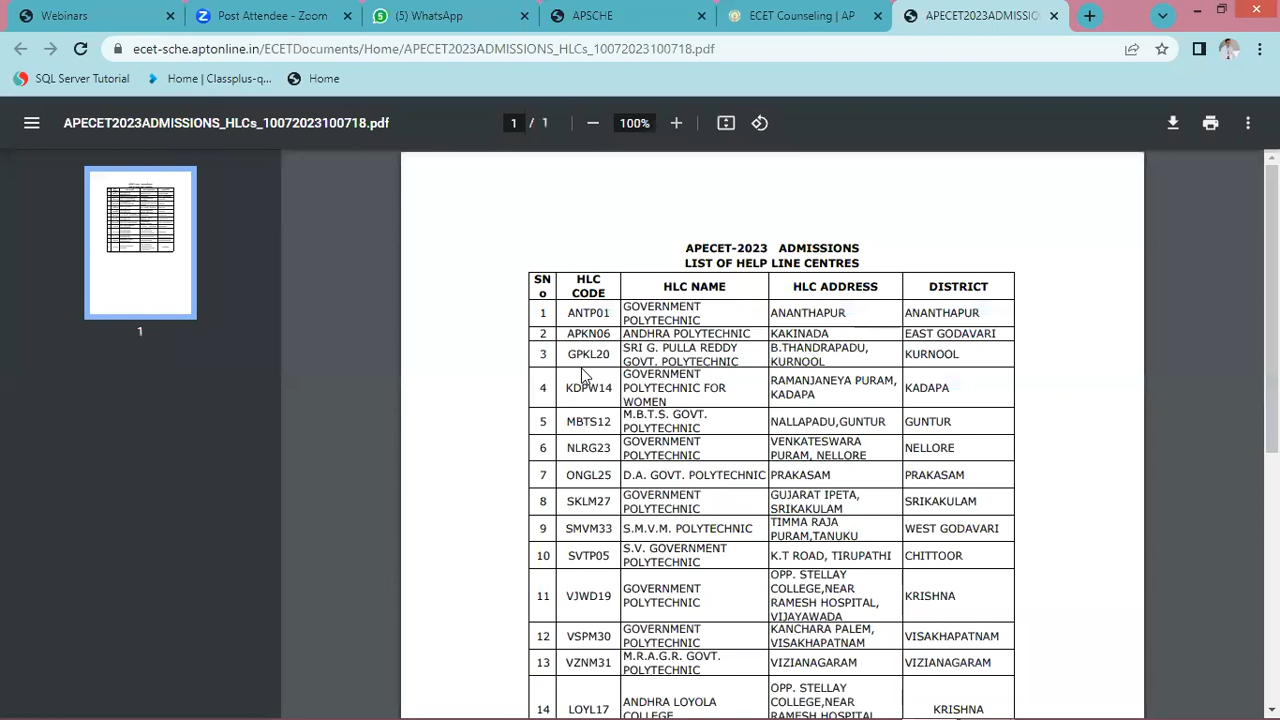 Webinars
Post Attendee - Zoom
(5) WhatsApp
APSCHE
ECET Counseling | AP
APECET2023ADMISSIO
ecet-sche.aptonline.in/ECETDocuments/Home/APECET2023ADMISSIONS_HLCs_10072023100718.pdf
SQL Server Tutorial
Home | Classplus-q...
Home
APECET2023ADMISSIONS_HLCs_10072023100718.pdf
1 / 1
100%
1
APECET-2023 ADMISSIONS
LIST OF HELP LINE CENTRES
SN
o
HLC
CODE
HLC NAME
HLC ADDRESS
DISTRICT
1
ANTP01
GOVERNMENT
POLYTECHNIC
ANANTHAPUR
ANANTHAPUR
2
APKN06
ANDHRA POLYTECHNIC
KAKINADA
EAST GODAVARI
3
GPKL20
SRI G. PULLA REDDY
GOVT. POLYTECHNIC
B.THANDRAPADU,
KURNOOL
KURNOOL
4
KDPW14
GOVERNMENT
POLYTECHNIC FOR
WOMEN
RAMANJANEYA PURAM,
KADAPA
KADAPA
5
MBTS12
M.B.T.S. GOVT.
POLYTECHNIC
NALLAPADU,GUNTUR
GUNTUR
6
NLRG23
GOVERNMENT
POLYTECHNIC
VENKATESWARA
PURAM, NELLORE
NELLORE
7
ONGL25
D.A. GOVT. POLYTECHNIC
PRAKASAM
PRAKASAM
8
SKLM27
GOVERNMENT
POLYTECHNIC
GUJARAT IPETA,
SRIKAKULAM
SRIKAKULAM
9
SMVM33
S.M.V.M. POLYTECHNIC
TIMMA RAJA
PURAM,TANUKU
WEST GODAVARI
10
SVTP05
S.V. GOVERNMENT
POLYTECHNIC
K.T ROAD, TIRUPATHI
CHITTOOR
11
VJWD19
GOVERNMENT
POLYTECHNIC
OPP. STELLAY
COLLEGE,NEAR
RAMESH HOSPITAL,
VIJAYAWADA
KRISHNA
12
VSPM30
GOVERNMENT
POLYTECHNIC
KANCHARA PALEM,
VISAKHAPATNAM
VISAKHAPATNAM
13
VZNM31
M.R.A.G.R. GOVT.
POLYTECHNIC
VIZIANAGARAM
VIZIANAGARAM
14
LOYL17
ANDHRA LOYOLA
COLLEGE
OPP. STELLAY
COLLEGE,NEAR
RAMESH HOSPITAL,
KRISHNA